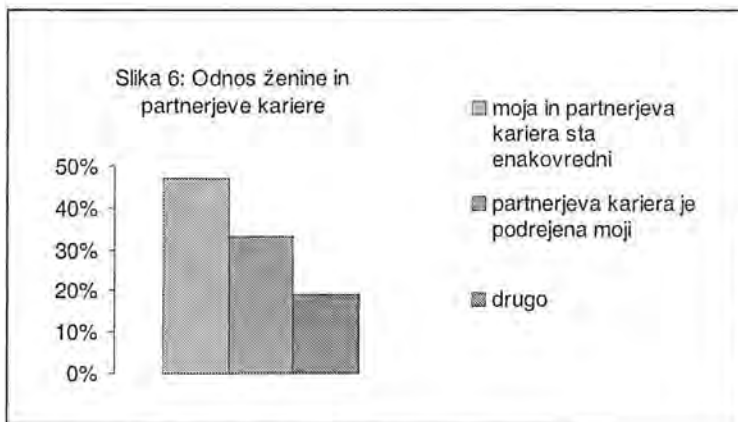 Slika 6: Odnos ženine in
partnerjeve kariere
50%
40%
30%
20%
10%
0%
moja in partnerjeva
kariera sta
enakovredni
partnerjeva kariera je
podrejena moji
drugo